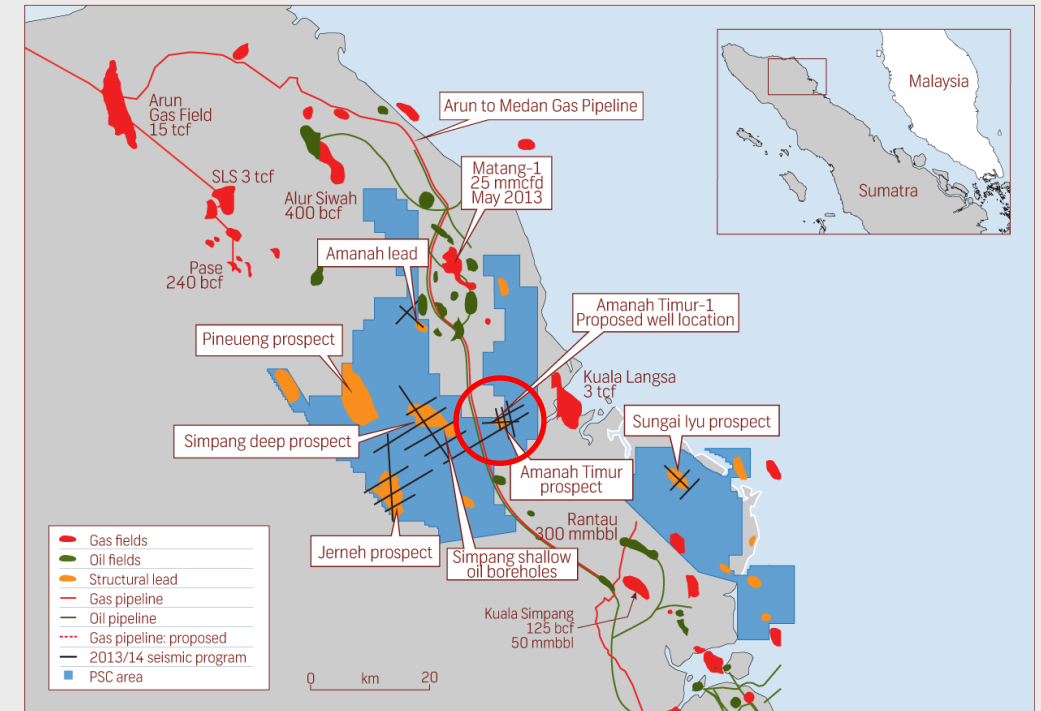 Arun
Gas Field
15 tcf
Arun to Medan Gas Pipeline
Malaysia
Sumatra
SLS 3 tcf
Alur Siwah
400 bcf
Matang-1
25 mmcfd
May 2013
Pase
240 bcf
Amanah lead
Amanah Timur-1
Proposed well location
Pineueng prospect
Kuala Langsa
3 tcf
Sungai Iyu prospect
Simpang deep prospect
Amanah Timur
prospect
Rantau
300 mmbbl
Jerneh prospect
Simpang shallow
oil boreholes
Kuala Simpang
125 bcf
50 mmbbl
Gas fields
Oil fields
Structural lead
Gas pipeline
Oil pipeline
Gas pipeline: proposed
2013/14 seismic program
PSC area
0 km 20